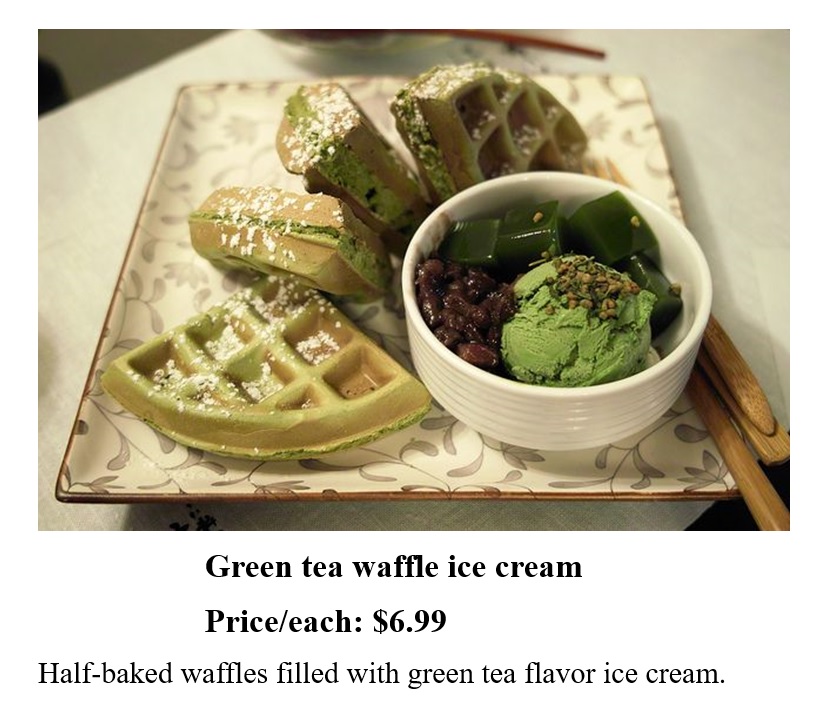 Green tea waffle ice cream
Price/each: $6.99
Half-baked waffles filled with green tea flavor ice cream.